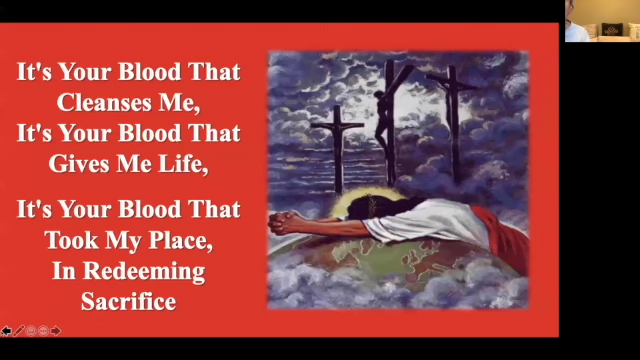 It's Your Blood That
Cleanses Me,
It's Your Blood That
Gives Me Life,
It's Your Blood That
Took My Place,
In Redeeming
Sacrifice